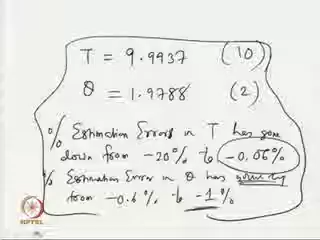 T = 9.9937 (10)
θ = 1.9788 (2)
% Estimation Errors in T has gone
down from -20% to -0.06%
% Estimation Error in θ has
from -0.6% to -1%
NPTEL